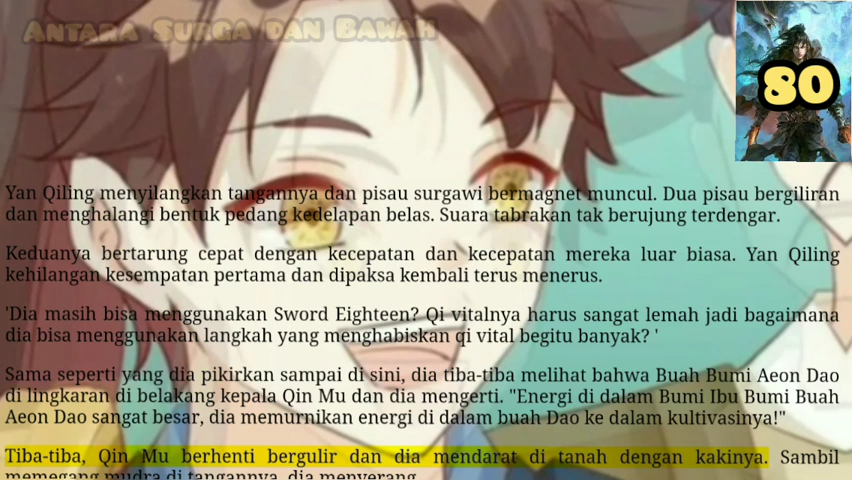 Antara Surga dan Bawah
80
Yan Qiling menyilangkan tangannya dan pisau surgawi bermagnet muncul. Dua pisau bergiliran
dan menghalangi bentuk pedang kedelapan belas. Suara tabrakan tak berujung terdengar.
Keduanya bertarung cepat dengan kecepatan dan kecepatan mereka luar biasa. Yan Qiling
kehilangan kesempatan pertama dan dipaksa kembali terus menerus.
'Dia masih bisa menggunakan Sword Eighteen? Qi vitalnya harus sangat lemah jadi bagaimana
dia bisa menggunakan langkah yang menghabiskan qi vital begitu banyak? '
Sama seperti yang dia pikirkan sampai di sini, dia tiba-tiba melihat bahwa Buah Bumi Aeon Dao
di lingkaran di belakang kepala Qin Mu dan dia mengerti. "Energi di dalam Bumi Ibu Bumi Buah
Aeon Dao sangat besar, dia memurnikan energi di dalam buah Dao ke dalam kultivasinya!"
Tiba-tiba, Qin Mu berhenti bergulir dan dia mendarat di tanah dengan kakinya. Sambil
memegang mudra di tangannya, dia menyerang